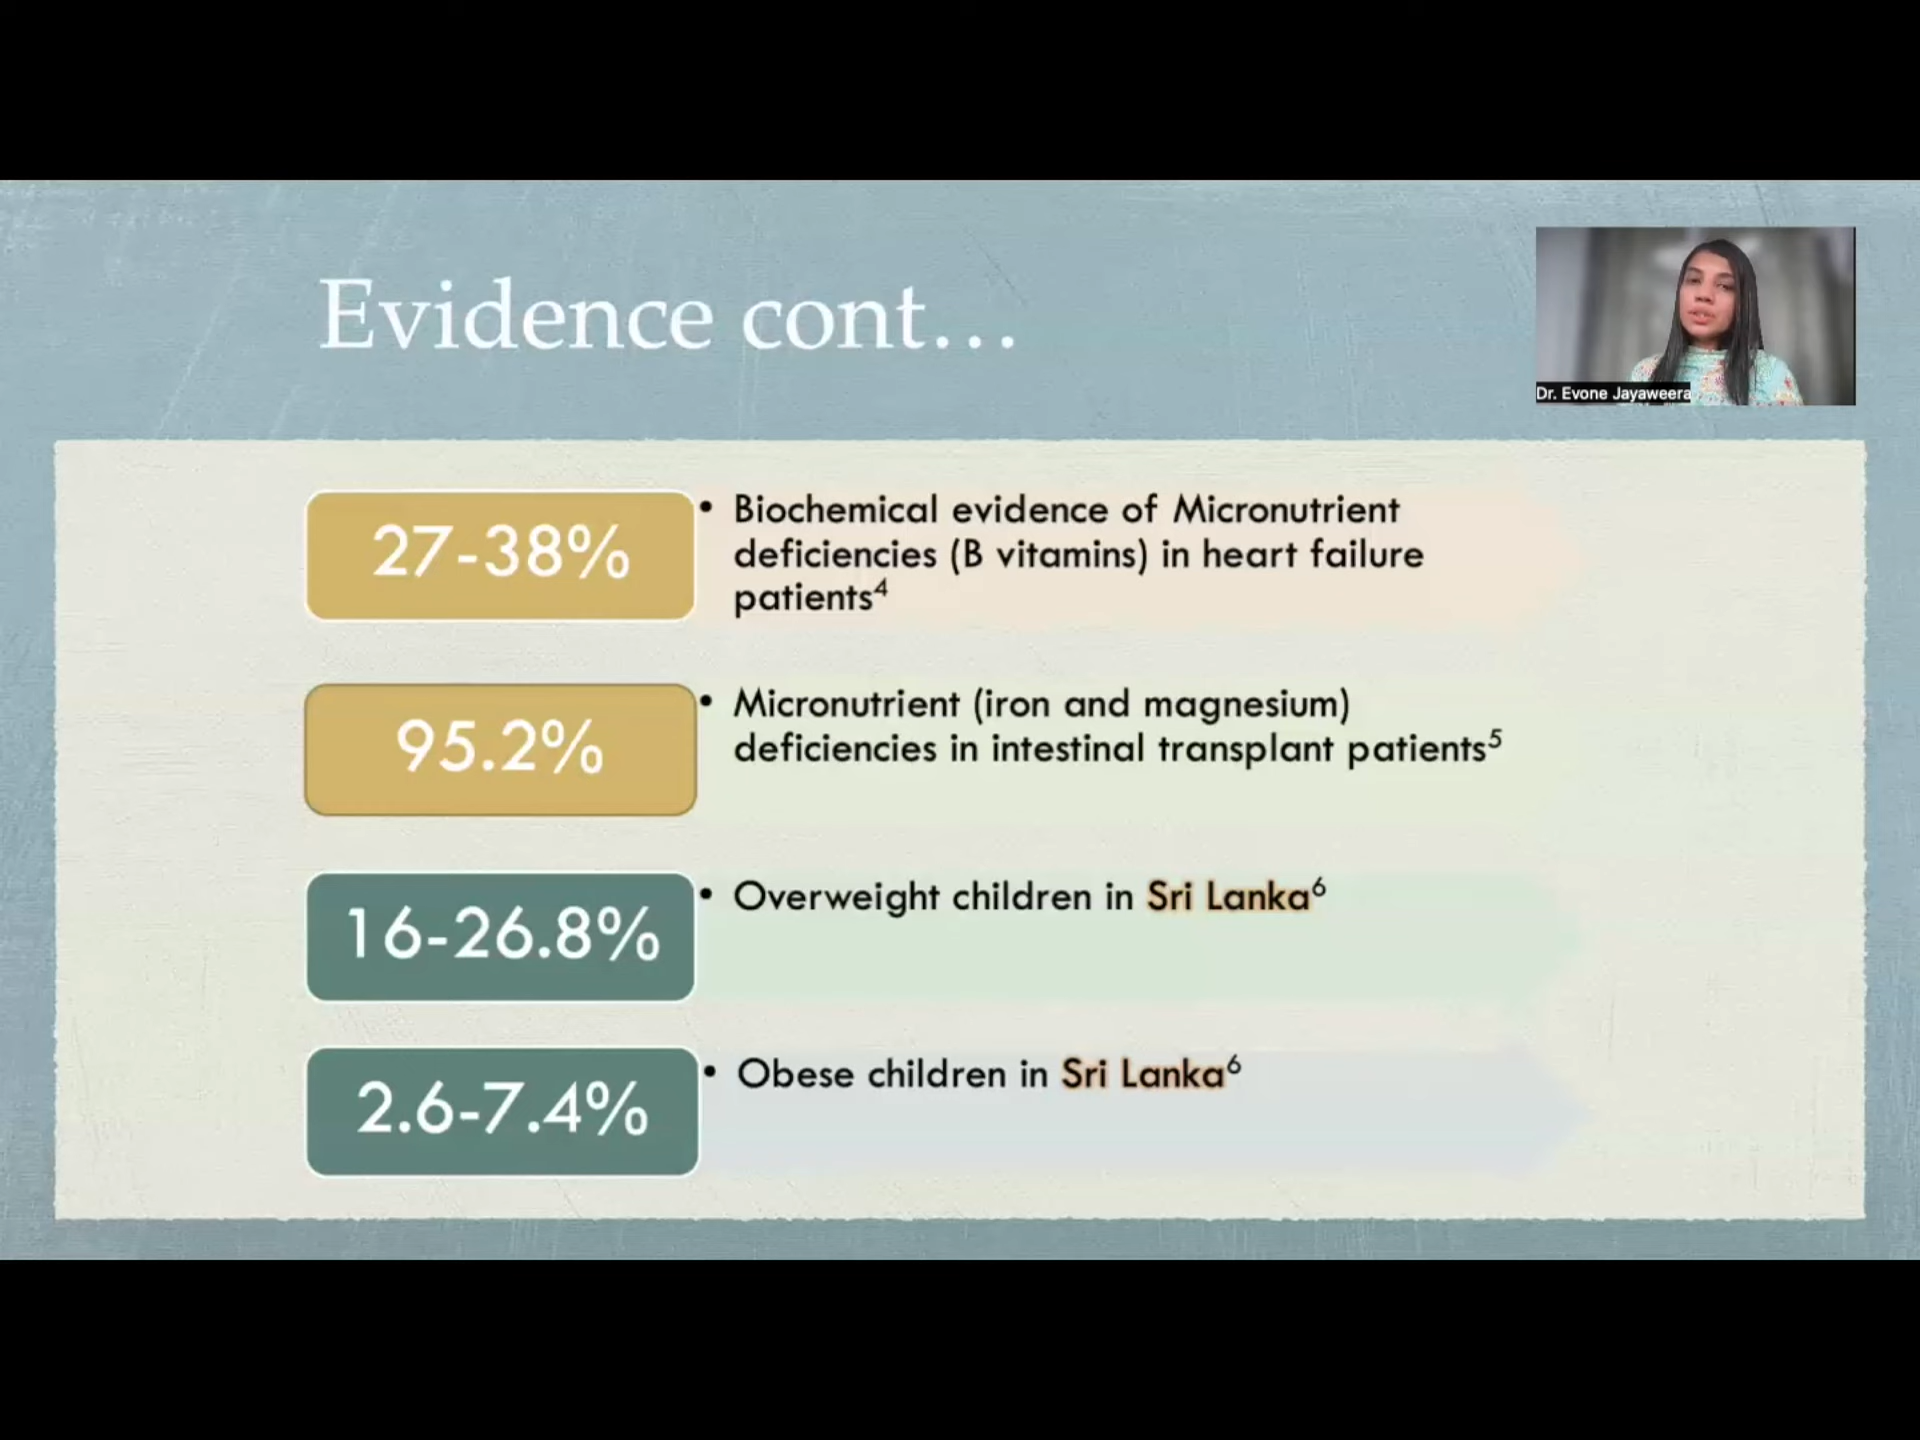 Evidence cont...
Dr. Evone Jayaweera
27-38%
• Biochemical evidence of Micronutrient
deficiencies (B vitamins) in heart failure
patients⁴
95.2%
• Micronutrient (iron and magnesium)
deficiencies in intestinal transplant patients⁵
16-26.8%
• Overweight children in Sri Lanka⁶
2.6-7.4%
• Obese children in Sri Lanka⁶